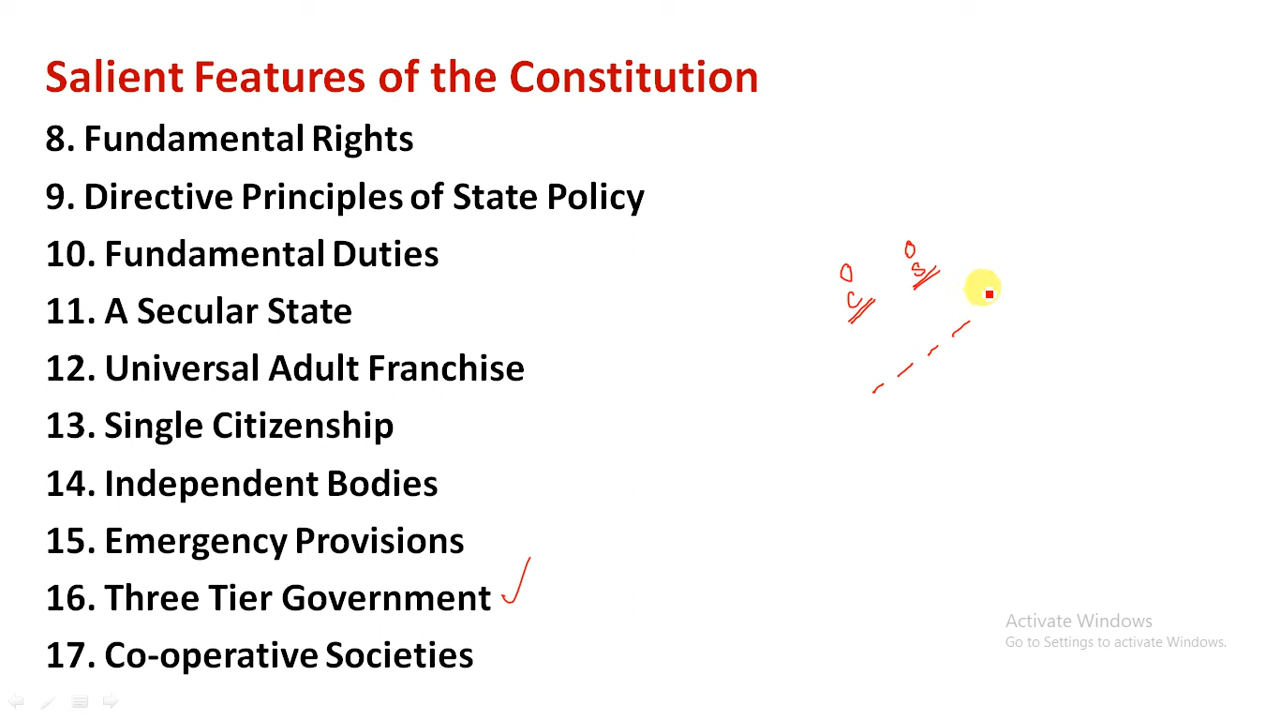 Salient Features of the Constitution
8. Fundamental Rights
9. Directive Principles of State Policy
10. Fundamental Duties
11. A Secular State
12. Universal Adult Franchise
13. Single Citizenship
14. Independent Bodies
15. Emergency Provisions
16. Three Tier Government
17. Co-operative Societies
O
S
O
C
Activate Windows
Go to Settings to activate Windows.